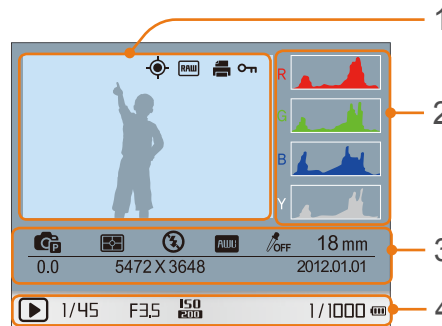 1
RAW
R
G
B
Y
2
P AWB OFF 18 mm
0.0 5472 X 3648 2012.01.01
3
1/45 F3.5 ISO 200 1/1000
4